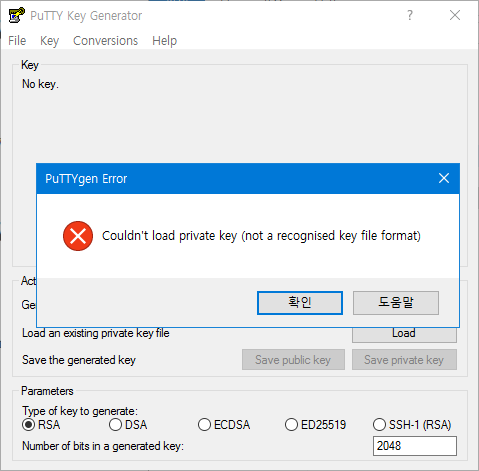 PuTTY Key Generator
?
File Key Conversions Help
Key
No key.
PuTTYgen Error
Couldn't load private key (not a recognised key file format)
확인 도움말
Act
Ge
Load an existing private key file Load
Save the generated key Save public key Save private key
Parameters
Type of key to generate:
RSA DSA ECDSA ED25519 SSH-1 (RSA)
Number of bits in a generated key: 2048